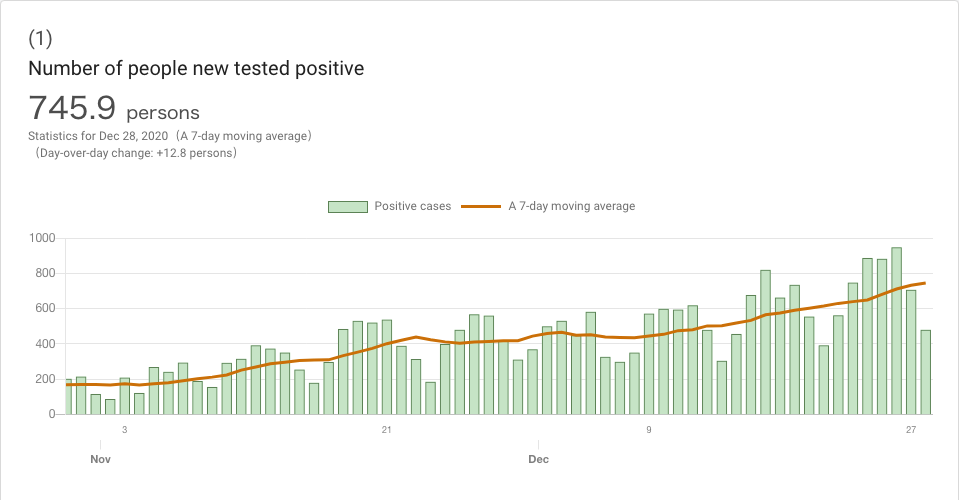 (1)
Number of people new tested positive
745.9 persons
Statistics for Dec 28, 2020（A 7-day moving average）
（Day-over-day change: +12.8 persons）
Positive cases A 7-day moving average
1000
800
600
400
200
0
3 21 9 27
Nov Dec